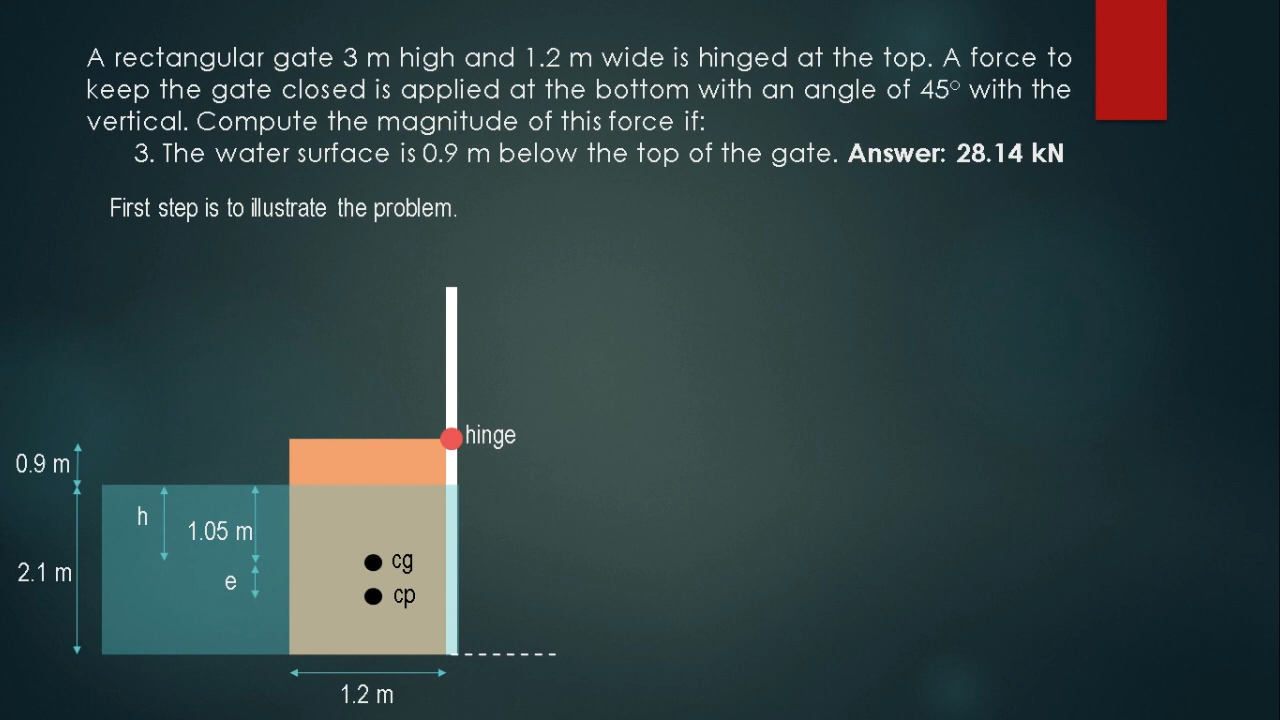 A rectangular gate 3 m high and 1.2 m wide is hinged at the top. A force to
keep the gate closed is applied at the bottom with an angle of 45° with the
vertical. Compute the magnitude of this force if:
3. The water surface is 0.9 m below the top of the gate. Answer: 28.14 kN
First step is to illustrate the problem.
hinge
0.9 m
h
1.05 m
cg
2.1 m
e
cp
1.2 m